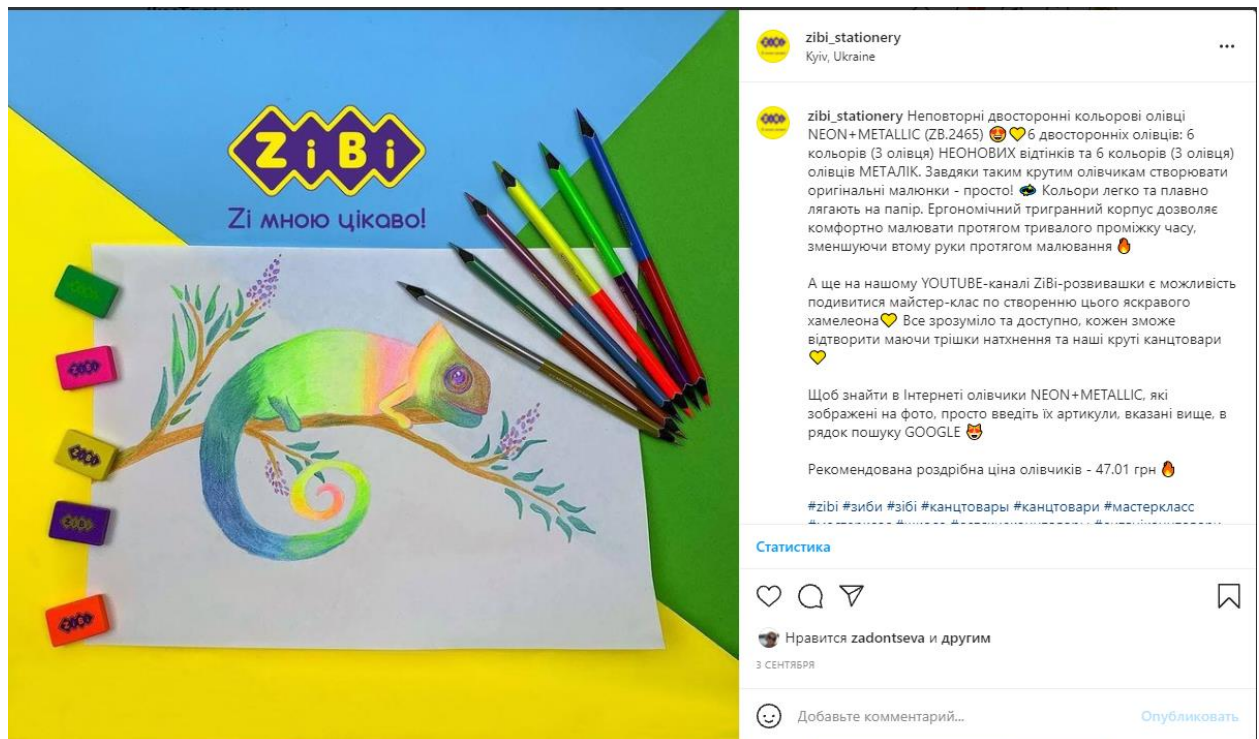 ZiBi
Zі мною цікаво!
zibi_stationery
Kyiv, Ukraine
zibi_stationery Неповторні двосторонні кольорові олівці
NEON+METALLIC (ZB.2465) 🤩💛6 двосторонніх олівців: 6
кольорів (3 олівця) НЕОНОВИХ відтінків та 6 кольорів (3 олівця)
олівців МЕТАЛІК. Завдяки таким крутим олівчикам створювати
оригінальні малюнки - просто! 🐲 Кольори легко та плавно
лягають на папір. Ергономічний тригранний корпус дозволяє
комфортно малювати протягом тривалого проміжку часу,
зменшуючи втому руки протягом малювання 🔥
А ще на нашому YOUTUBE-каналі ZiBi-розвивашки є можливість
подивитися майстер-клас по створенню цього яскравого
хамелеона💛 Все зрозуміло та доступно, кожен зможе
відтворити маючи трішки натхнення та наші круті канцтовари
💛
Щоб знайти в Інтернеті олівчики NEON+METALLIC, які
зображені на фото, просто введіть їх артикули, вказані вище, в
рядок пошуку GOOGLE 😻
Рекомендована роздрібна ціна олівчиків - 47.01 грн 🔥
#zibi #зиби #зібі #канцтовары #канцтовари #мастеркласс
Статистика
Нравится zadontseva и другим
3 СЕНТЯБРЯ
Добавьте комментарий...
Опубликовать